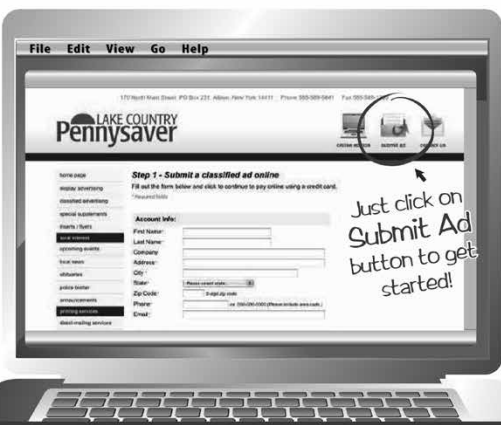 File Edit View Go Help
170 North Main Street, PO Box 231, Albion, New York 14411 Phone 585-589-5641 Fax 585-589-
LAKE COUNTRY
Pennysaver
submit ad
contact us
home page
display advertising
classified advertising
special supplements
inserts / flyers
local interest
upcoming events
local news
obituaries
police blotter
announcements
printing services
direct mailing services
Step 1 - Submit a classified ad online
Fill out the form below and click to continue to pay online using a credit card.
* Required fields
Account Info:
First Name*
Last Name*
Company
Address*
City*
State*
Please select state...
Zip Code*
5-digit zip code
Phone*
(Please include area code.)
Email*
Just click on
Submit Ad
button to get
started!